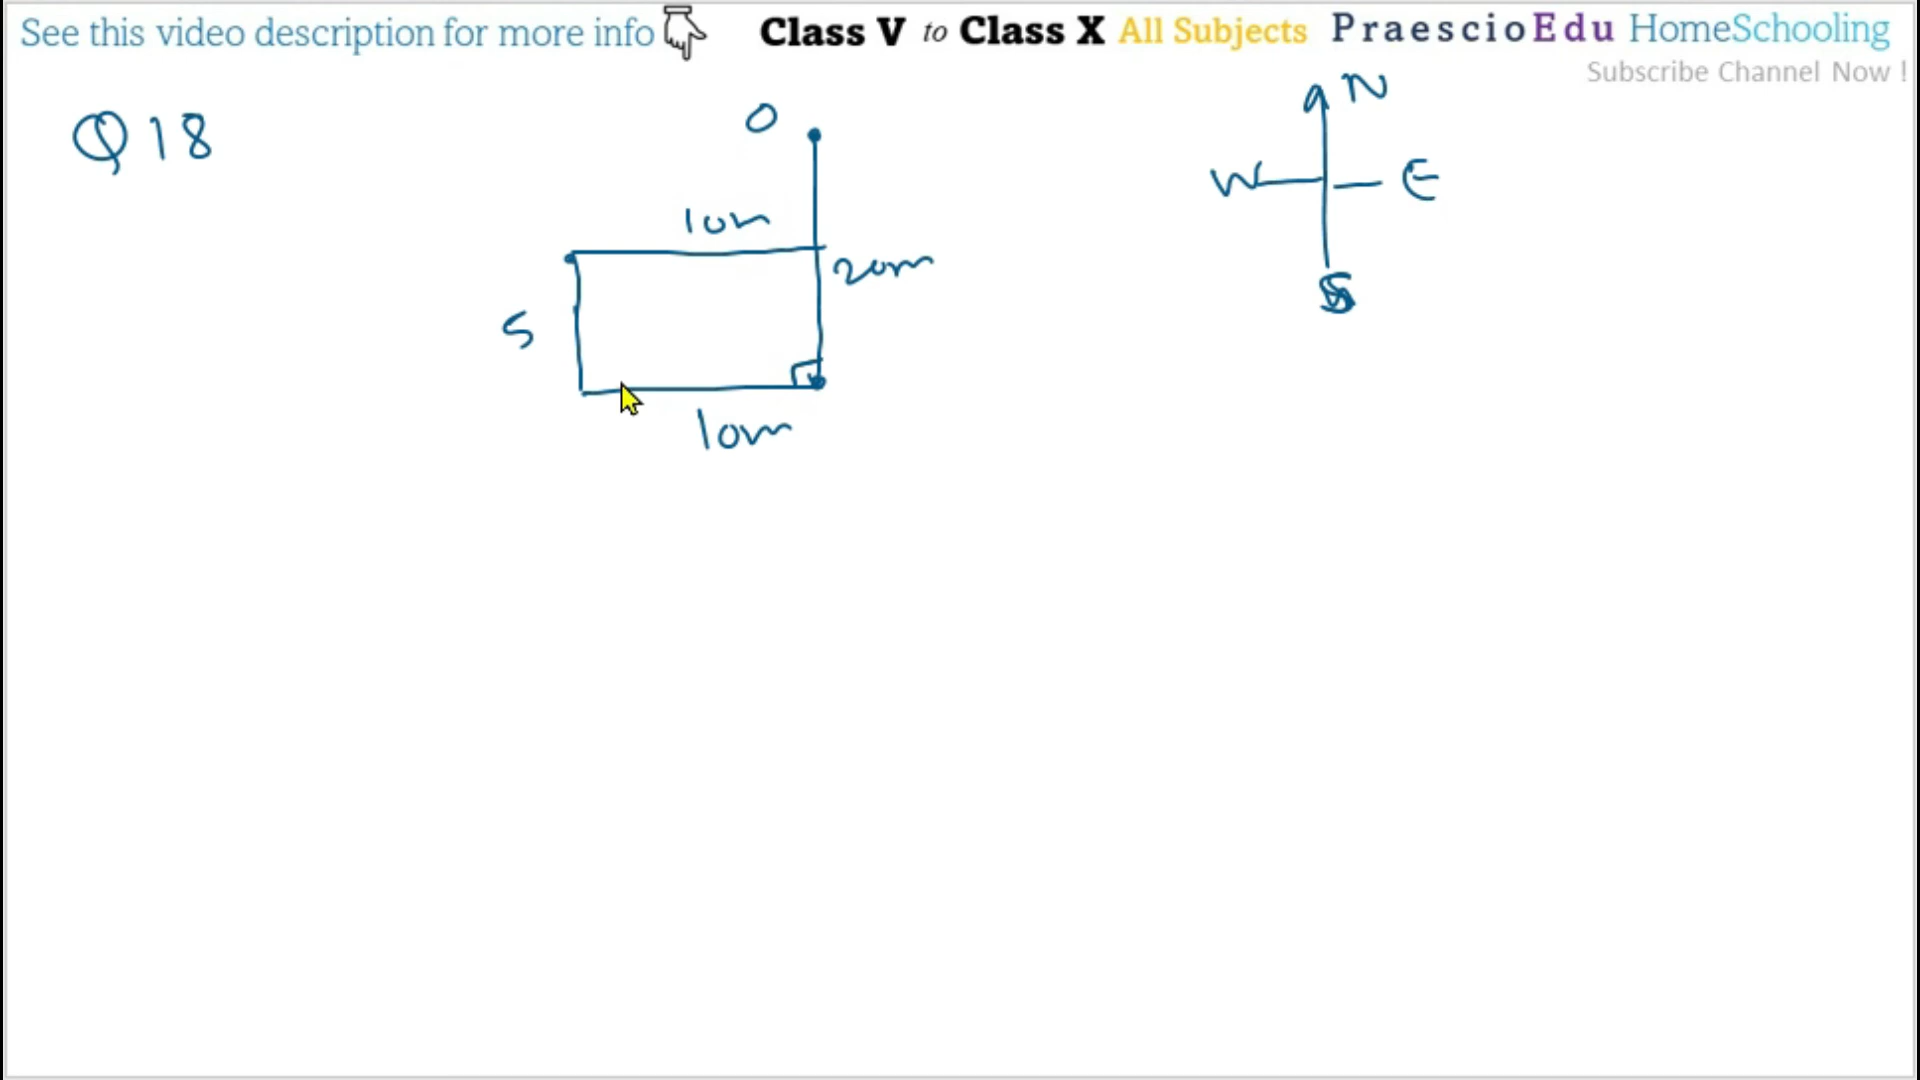 See this video description for more info Class V to Class X All Subjects PraescioEdu HomeSchooling
Subscribe Channel Now !
Q 18
O
N
W E
S
10m
20m
5
10m